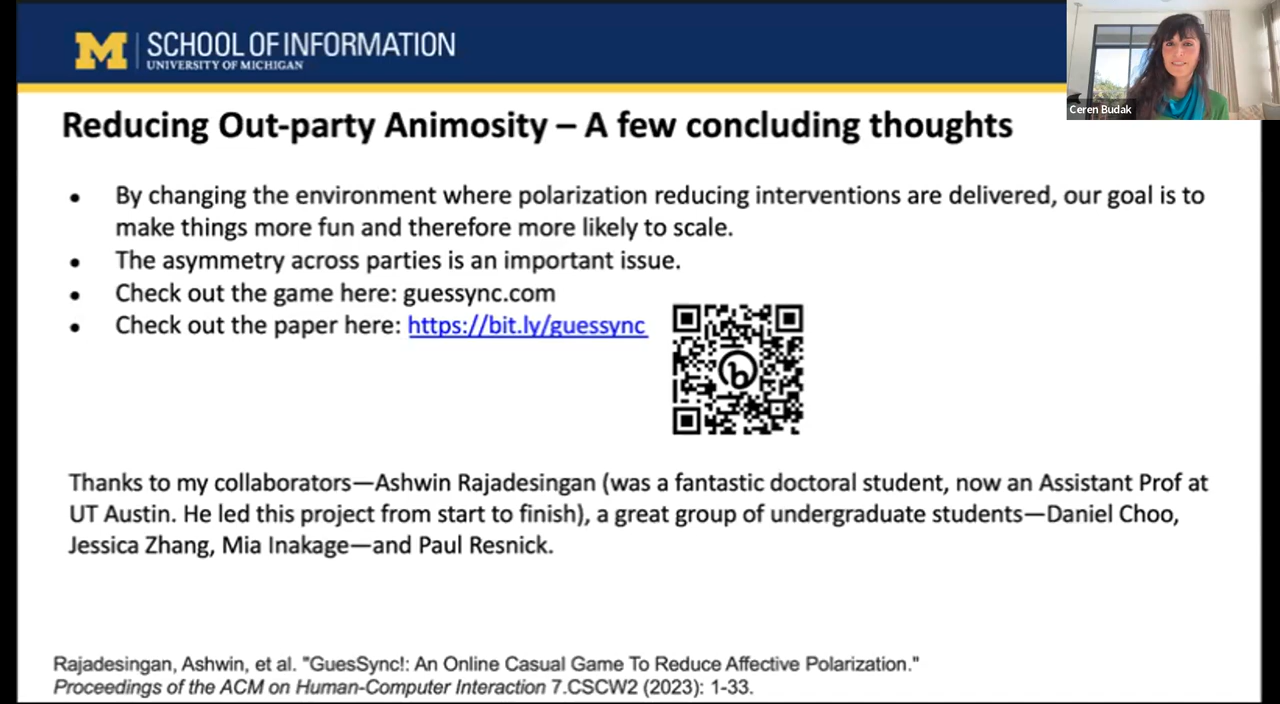 M SCHOOL OF INFORMATION
UNIVERSITY OF MICHIGAN
Ceren Budak
Reducing Out-party Animosity – A few concluding thoughts
• By changing the environment where polarization reducing interventions are delivered, our goal is to
make things more fun and therefore more likely to scale.
• The asymmetry across parties is an important issue.
• Check out the game here: guessync.com
• Check out the paper here: https://bit.ly/guessync
b
Thanks to my collaborators—Ashwin Rajadesingan (was a fantastic doctoral student, now an Assistant Prof at
UT Austin. He led this project from start to finish), a great group of undergraduate students—Daniel Choo,
Jessica Zhang, Mia Inakage—and Paul Resnick.
Rajadesingan, Ashwin, et al. "GuesSync!: An Online Casual Game To Reduce Affective Polarization."
Proceedings of the ACM on Human-Computer Interaction 7.CSCW2 (2023): 1-33.